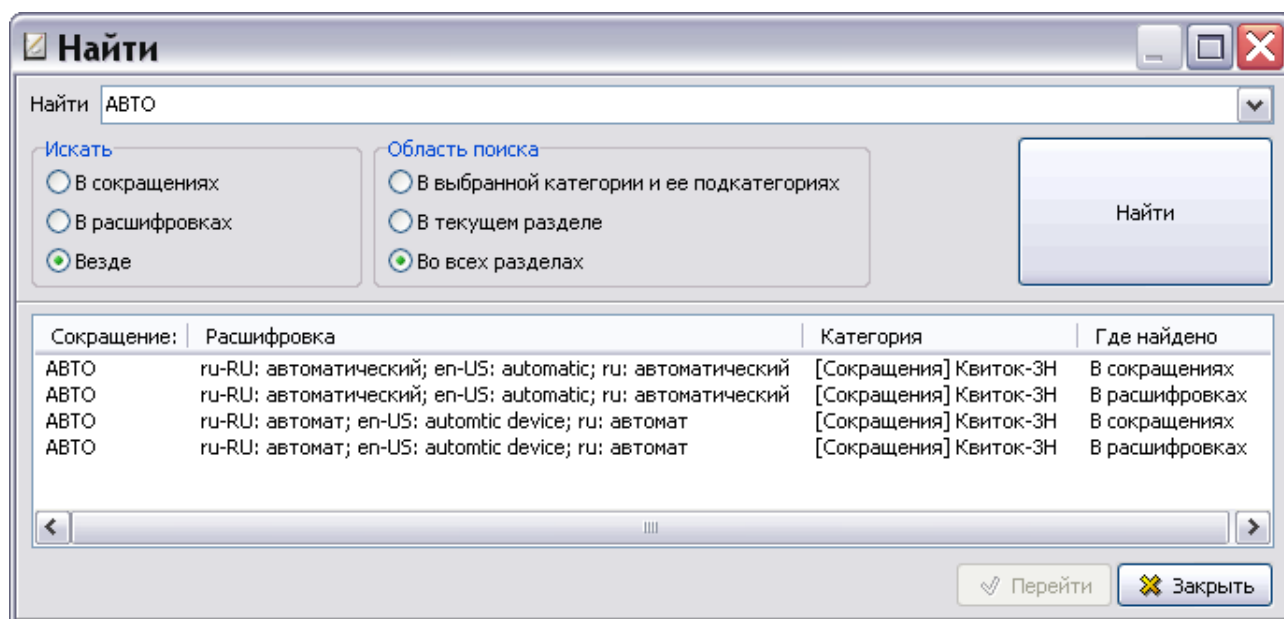 Найти
Найти АВТО
Искать Область поиска
В сокращениях В выбранной категории и ее подкатегориях
В расшифровках В текущем разделе Найти
Везде Во всех разделах
Сокращение: Расшифровка Категория Где найдено
АВТО ru-RU: автоматический; en-US: automatic; ru: автоматический [Сокращения] Квиток-3Н В сокращениях
АВТО ru-RU: автоматический; en-US: automatic; ru: автоматический [Сокращения] Квиток-3Н В расшифровках
АВТО ru-RU: автомат; en-US: automtic device; ru: автомат [Сокращения] Квиток-3Н В сокращениях
АВТО ru-RU: автомат; en-US: automtic device; ru: автомат [Сокращения] Квиток-3Н В расшифровках
Перейти Закрыть